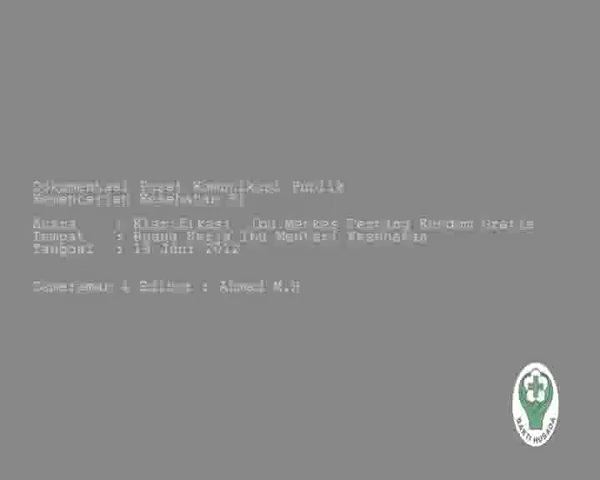 Dokumentasi Pusat Komunikasi Publik
Kementerian Kesehatan RI
Acara : Klarifikasi Ibu Menkes Tentang Kondom Gratis
Tempat : Ruang Kerja Ibu Menteri Kesehatan
Tanggal : 19 Juni 2012
Kameramen & Editor : Ahmad M.H
BAKTI HUSADA